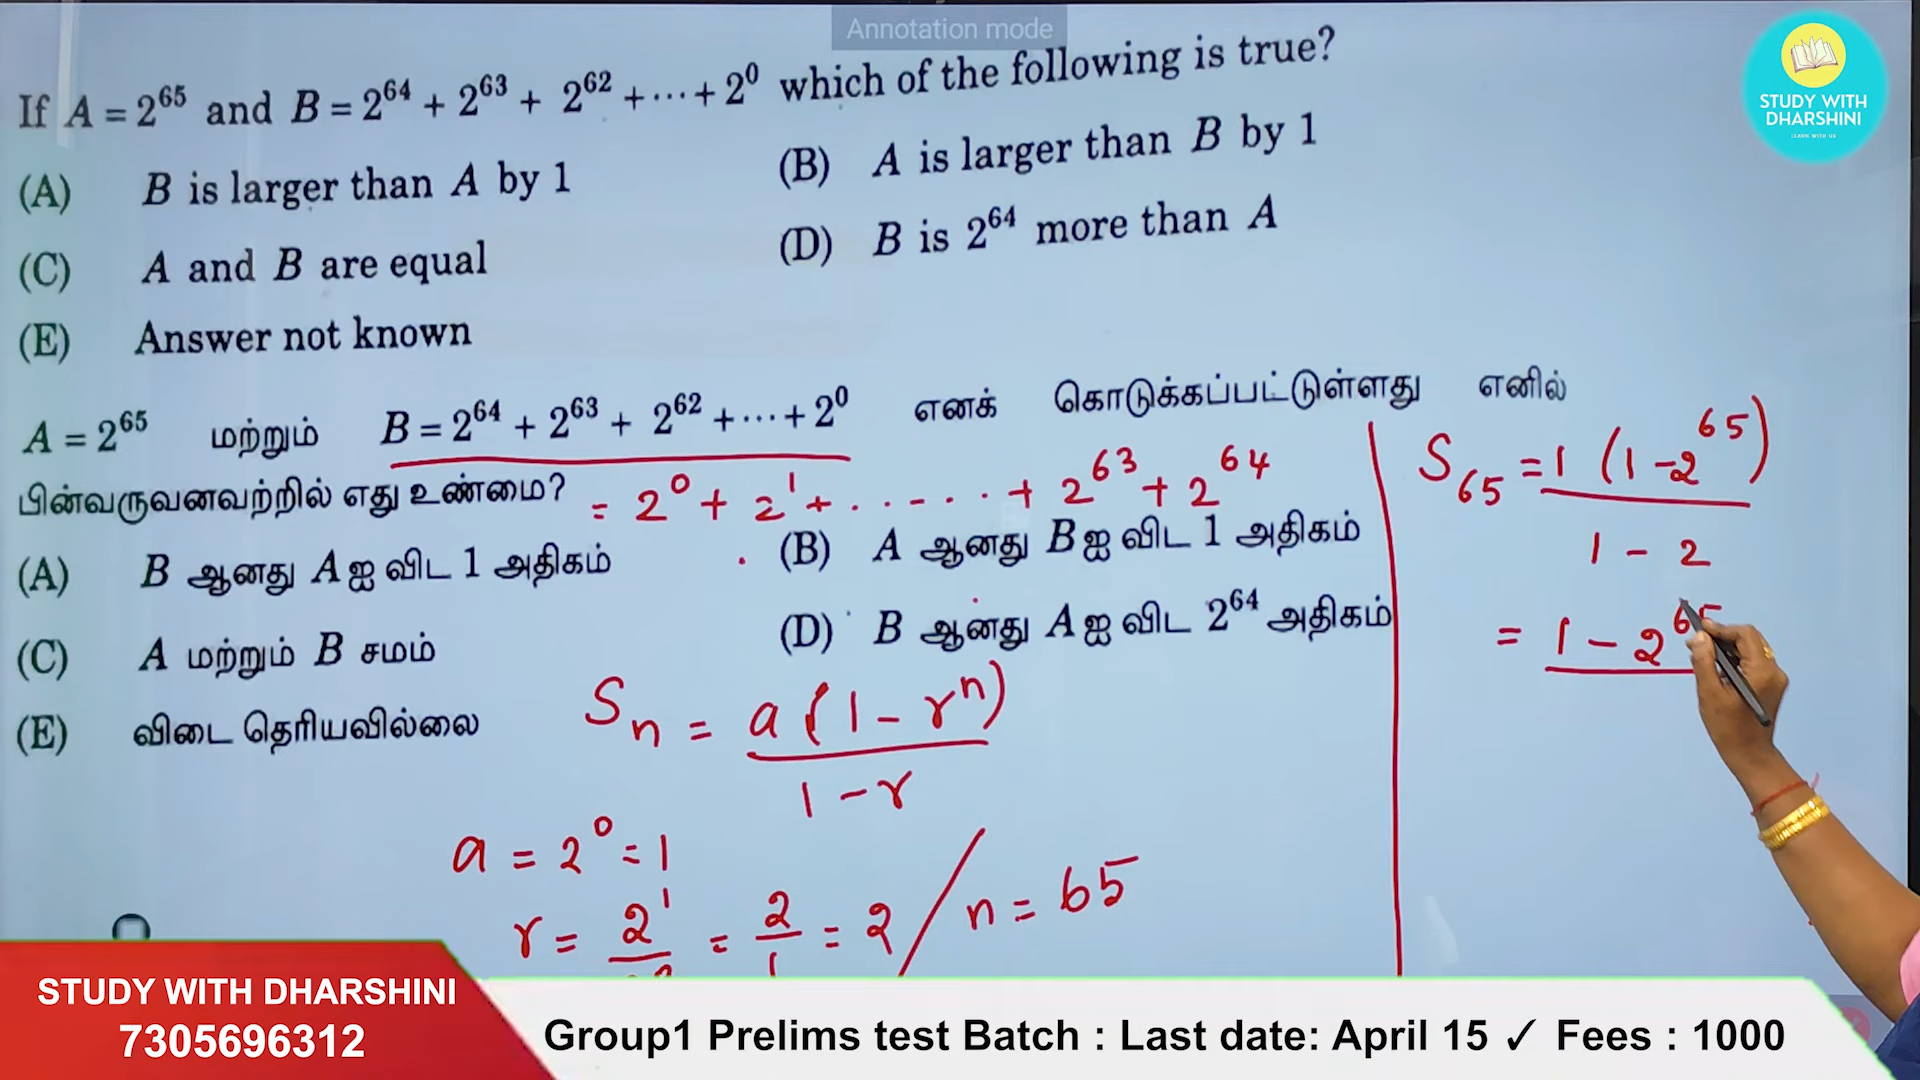 Annotation mode
STUDY WITH
DHARSHINI
LEARN WITH US
If A = 2^65 and B = 2^64 + 2^63 + 2^62 + ... + 2^0 which of the following is true?
(A) B is larger than A by 1
(B) A is larger than B by 1
(C) A and B are equal
(D) B is 2^64 more than A
(E) Answer not known
A = 2^65 மற்றும் B = 2^64 + 2^63 + 2^62 + ... + 2^0 எனக் கொடுக்கப்பட்டுள்ளது எனில்
பின்வருவனவற்றில் எது உண்மை?
= 2^0 + 2^1 + ....... + 2^63 + 2^64
(A) B ஆனது A ஐ விட 1 அதிகம்
(B) A ஆனது B ஐ விட 1 அதிகம்
(C) A மற்றும் B சமம்
(D) B ஆனது A ஐ விட 2^64 அதிகம்
(E) விடை தெரியவில்லை
S_n = a(1 - r^n)
1 - r
a = 2^0 = 1
r = 2^1 = 2 = 2 / n = 65
1
S_65 = 1 (1 - 2^65)
1 - 2
= 1 - 2^65
STUDY WITH DHARSHINI
7305696312
Group1 Prelims test Batch : Last date: April 15 ✓ Fees : 1000